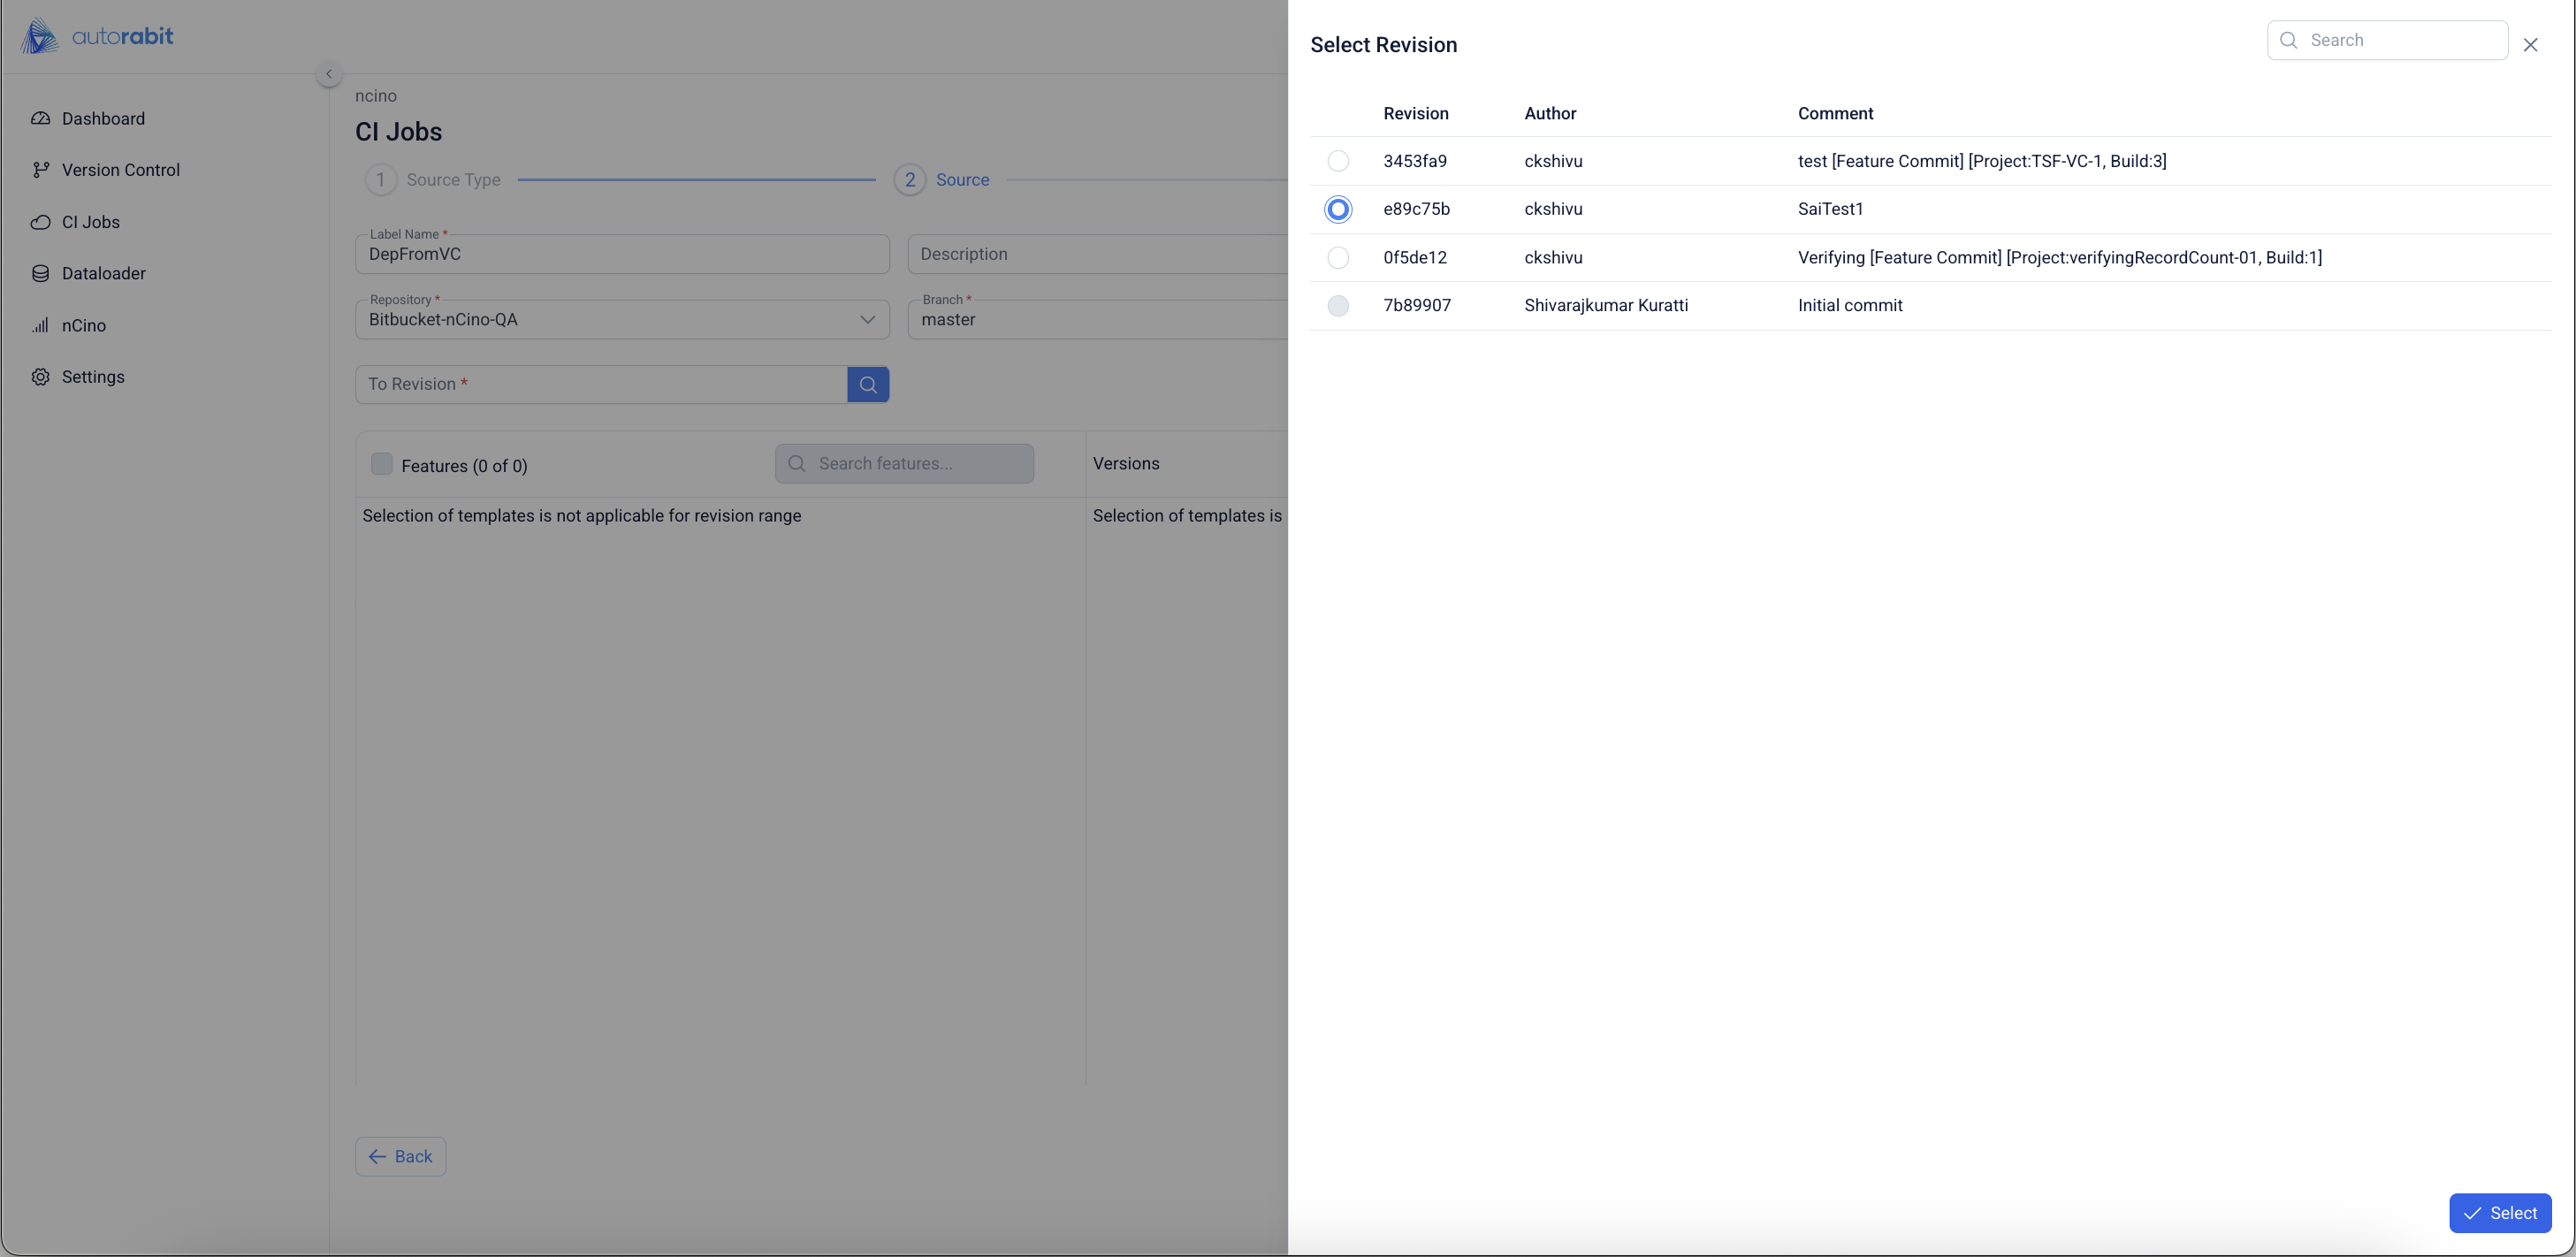 autorabit
Dashboard
Version Control
CI Jobs
Dataloader
nCino
Settings
ncino
CI Jobs
1 Source Type 2 Source
Label Name *
DepFromVC
Description
Repository *
Bitbucket-nCino-QA
Branch *
master
To Revision *
Features (0 of 0)
Search features...
Versions
Selection of templates is not applicable for revision range
Selection of templates is
Back
Select Revision
Search
Revision Author Comment
3453fa9 ckshivu test [Feature Commit] [Project:TSF-VC-1, Build:3]
e89c75b ckshivu SaiTest1
0f5de12 ckshivu Verifying [Feature Commit] [Project:verifyingRecordCount-01, Build:1]
7b89907 Shivarajkumar Kuratti Initial commit
Select